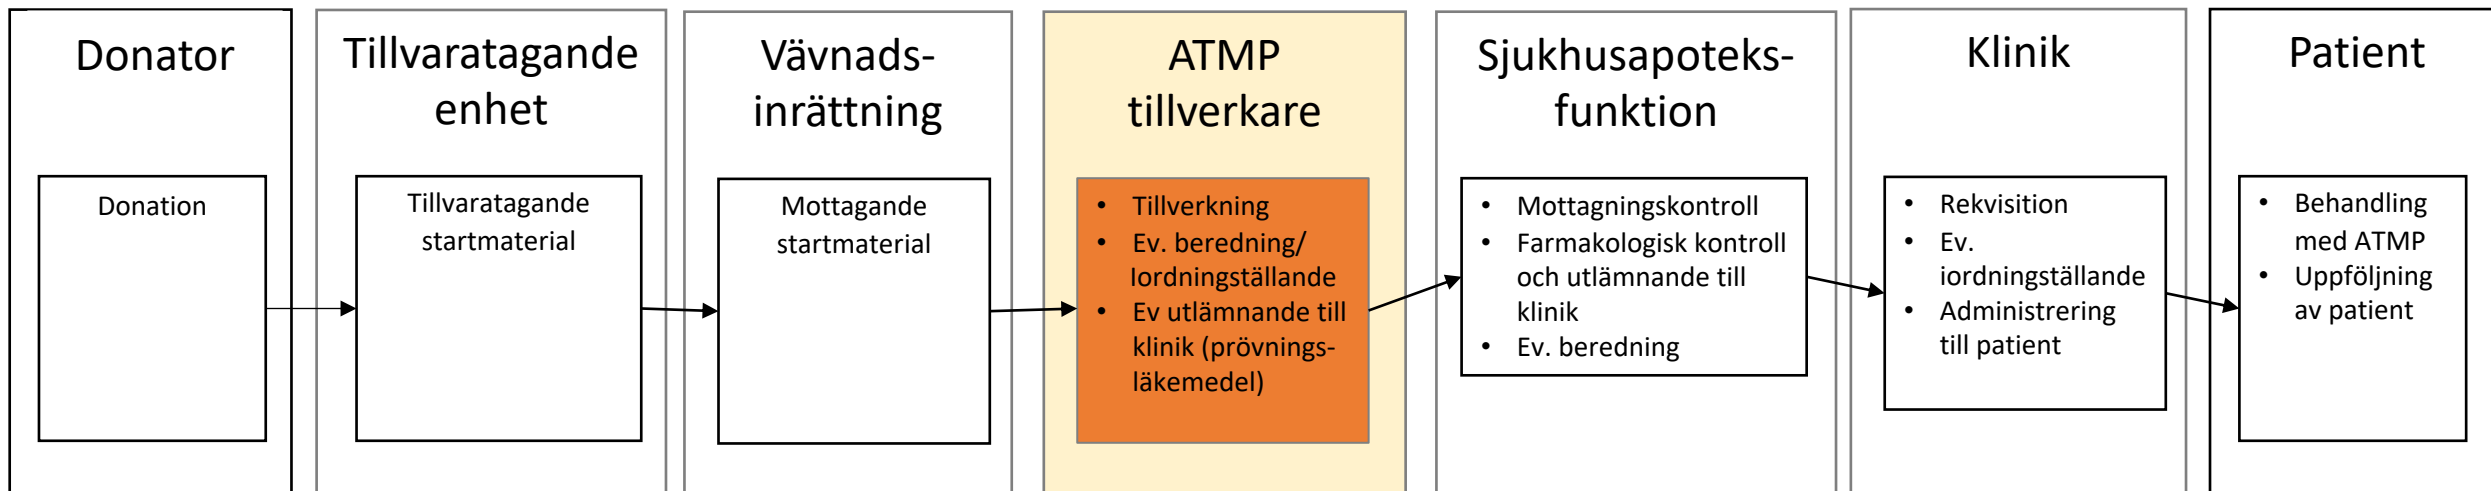 Donator
Donation
Tillvaratagande
enhet
Tillvaratagande
startmaterial
Vävnads-
inrättning
Mottagande
startmaterial
ATMP
tillverkare
• Tillverkning
• Ev. beredning/
Iordningställande
• Ev utlämnande till
klinik (prövnings-
läkemedel)
Sjukhusapoteks-
funktion
• Mottagningskontroll
• Farmakologisk kontroll
och utlämnande till
klinik
• Ev. beredning
Klinik
• Rekvisition
• Ev.
iordningställande
• Administrering
till patient
Patient
• Behandling
med ATMP
• Uppföljning
av patient